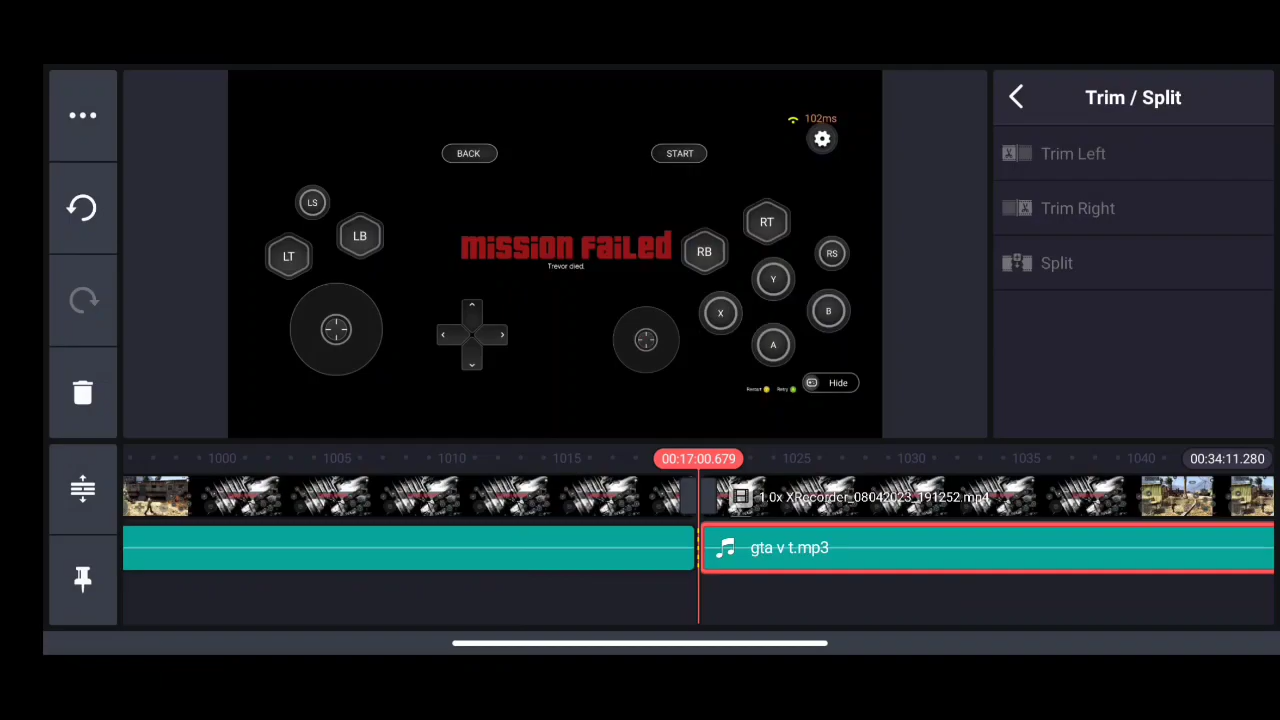 Trim / Split
Trim Left
Trim Right
Split
102ms
BACK
START
LS
LB
LT
RT
RB
RS
Y
X
B
A
mission failed
Trevor died.
Restart
Retry
Hide
1000
1005
1010
1015
00:17:00.679
1025
1030
1035
1040
00:34:11.280
1.0x XRecorder_08042023_191252.mp4
gta v t.mp3